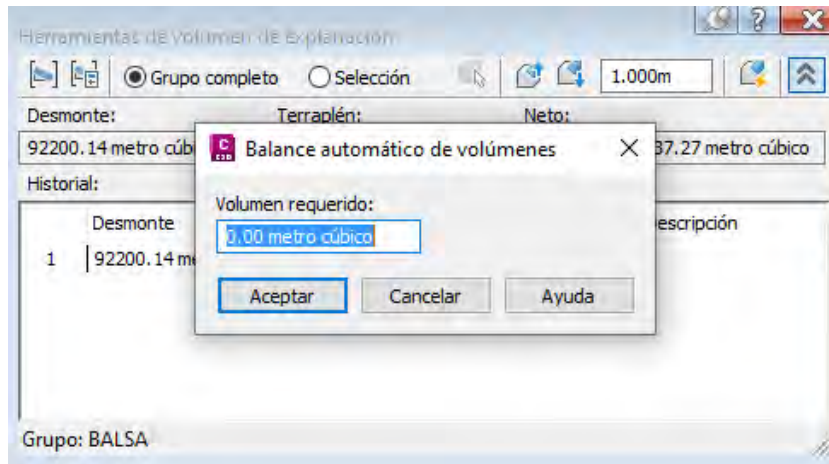 Herramientas de volumen de explanación
Grupo completo Selección 1.000m
Desmonte: Terraplén: Neto:
92200.14 metro cúb 37.27 metro cúbico
Balance automático de volúmenes
Historial:
Volumen requerido:
Desmonte escripción
0.00 metro cúbico
1 92200.14 me
Aceptar Cancelar Ayuda
Grupo: BALSA